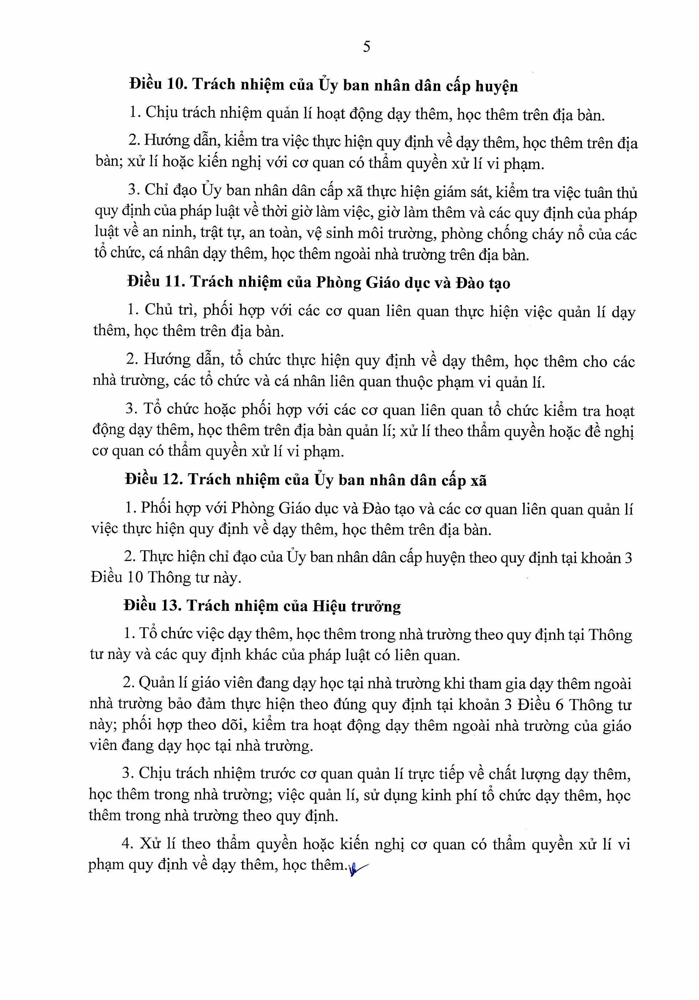 5
Điều 10. Trách nhiệm của Ủy ban nhân dân cấp huyện
1. Chịu trách nhiệm quản lí hoạt động dạy thêm, học thêm trên địa bàn.
2. Hướng dẫn, kiểm tra việc thực hiện quy định về dạy thêm, học thêm trên địa
bàn; xử lí hoặc kiến nghị với cơ quan có thẩm quyền xử lí vi phạm.
3. Chỉ đạo Ủy ban nhân dân cấp xã thực hiện giám sát, kiểm tra việc tuân thủ
quy định của pháp luật về thời giờ làm việc, giờ làm thêm và các quy định của pháp
luật về an ninh, trật tự, an toàn, vệ sinh môi trường, phòng chống cháy nổ của các
tổ chức, cá nhân dạy thêm, học thêm ngoài nhà trường trên địa bàn.
Điều 11. Trách nhiệm của Phòng Giáo dục và Đào tạo
1. Chủ trì, phối hợp với các cơ quan liên quan thực hiện việc quản lí dạy
thêm, học thêm trên địa bàn.
2. Hướng dẫn, tổ chức thực hiện quy định về dạy thêm, học thêm cho các
nhà trường, các tổ chức và cá nhân liên quan thuộc phạm vi quản lí.
3. Tổ chức hoặc phối hợp với các cơ quan liên quan tổ chức kiểm tra hoạt
động dạy thêm, học thêm trên địa bàn quản lí; xử lí theo thẩm quyền hoặc đề nghị
cơ quan có thẩm quyền xử lí vi phạm.
Điều 12. Trách nhiệm của Ủy ban nhân dân cấp xã
1. Phối hợp với Phòng Giáo dục và Đào tạo và các cơ quan liên quan quản lí
việc thực hiện quy định về dạy thêm, học thêm trên địa bàn.
2. Thực hiện chỉ đạo của Ủy ban nhân dân cấp huyện theo quy định tại khoản 3
Điều 10 Thông tư này.
Điều 13. Trách nhiệm của Hiệu trưởng
1. Tổ chức việc dạy thêm, học thêm trong nhà trường theo quy định tại Thông
tư này và các quy định khác của pháp luật có liên quan.
2. Quản lí giáo viên đang dạy học tại nhà trường khi tham gia dạy thêm ngoài
nhà trường bảo đảm thực hiện theo đúng quy định tại khoản 3 Điều 6 Thông tư
này; phối hợp theo dõi, kiểm tra hoạt động dạy thêm ngoài nhà trường của giáo
viên đang dạy học tại nhà trường.
3. Chịu trách nhiệm trước cơ quan quản lí trực tiếp về chất lượng dạy thêm,
học thêm trong nhà trường; việc quản lí, sử dụng kinh phí tổ chức dạy thêm, học
thêm trong nhà trường theo quy định.
4. Xử lí theo thẩm quyền hoặc kiến nghị cơ quan có thẩm quyền xử lí vi
phạm quy định về dạy thêm, học thêm.